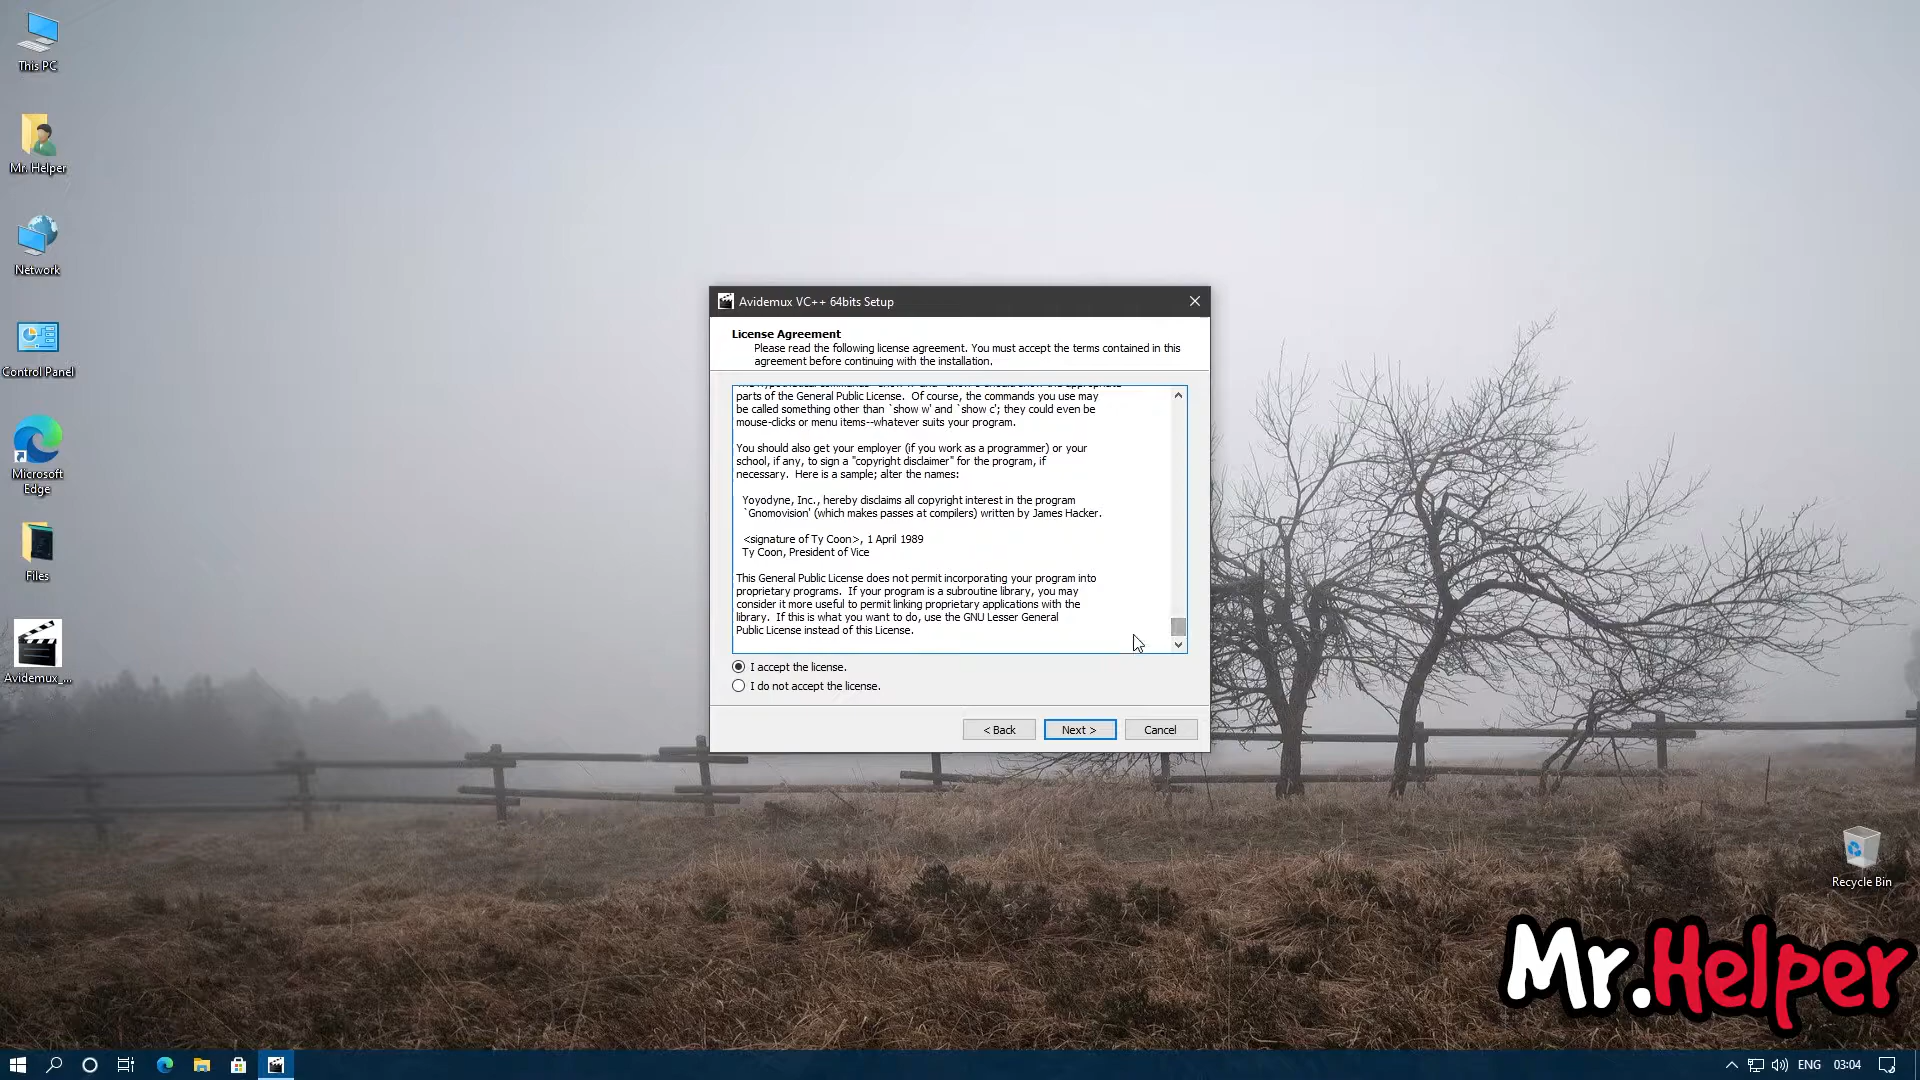 This PC
Mr. Helper
Network
Control Panel
Microsoft
Edge
Files
Avidemux_...
Avidemux VC++ 64bits Setup
License Agreement
Please read the following license agreement. You must accept the terms contained in this
agreement before continuing with the installation.
parts of the General Public License.  Of course, the commands you use may
be called something other than `show w' and `show c'; they could even be
mouse-clicks or menu items--whatever suits your program.
You should also get your employer (if you work as a programmer) or your
school, if any, to sign a "copyright disclaimer" for the program, if
necessary.  Here is a sample; alter the names:
Yoyodyne, Inc., hereby disclaims all copyright interest in the program
`Gnomovision' (which makes passes at compilers) written by James Hacker.
<signature of Ty Coon>, 1 April 1989
Ty Coon, President of Vice
This General Public License does not permit incorporating your program into
proprietary programs.  If your program is a subroutine library, you may
consider it more useful to permit linking proprietary applications with the
library.  If this is what you want to do, use the GNU Lesser General
Public License instead of this License.
I accept the license.
I do not accept the license.
< Back
Next >
Cancel
Recycle Bin
Mr.Helper
ENG
03:04